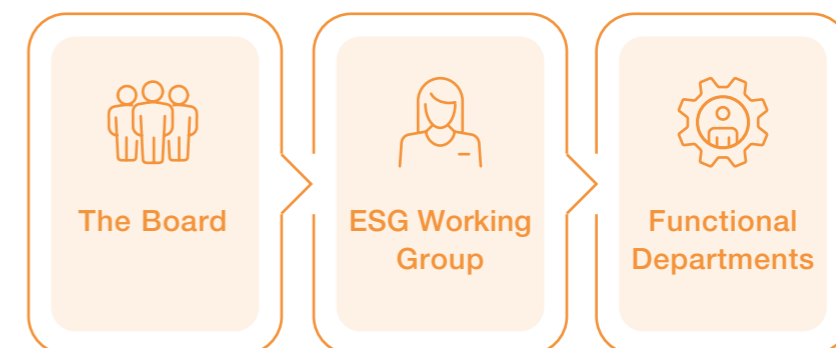 The Board
ESG Working
Group
Functional
Departments